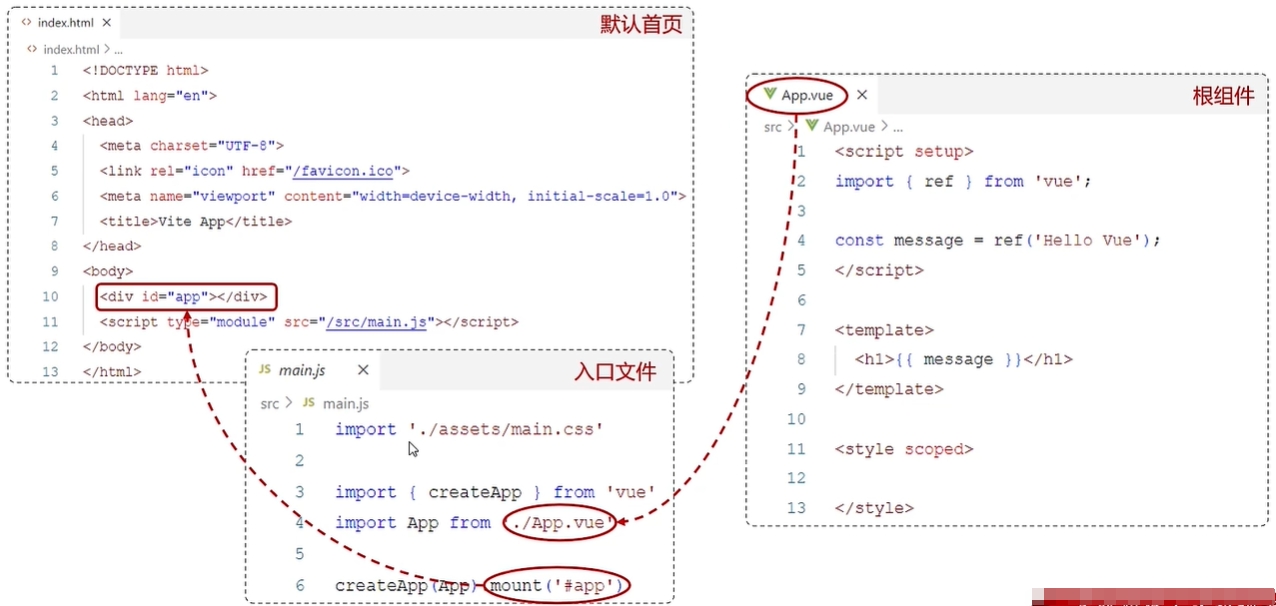 index.html ×
默认首页
index.html > ...
1 <!DOCTYPE html>
2 <html lang="en">
3 <head>
4 <meta charset="UTF-8">
5 <link rel="icon" href="/favicon.ico">
6 <meta name="viewport" content="width=device-width, initial-scale=1.0">
7 <title>Vite App</title>
8 </head>
9 <body>
10 <div id="app"></div>
11 <script type="module" src="/src/main.js"></script>
12 </body>
13 </html>
JS main.js ×
入口文件
src > JS main.js
1 import './assets/main.css'
2
3 import { createApp } from 'vue'
4 import App from './App.vue'
5
6 createApp(App).mount('#app')
App.vue ×
根组件
src > App.vue > ...
1 <script setup>
2 import { ref } from 'vue';
3
4 const message = ref('Hello Vue');
5 </script>
6
7 <template>
8 <h1>{{ message }}</h1>
9 </template>
10
11 <style scoped>
12
13 </style>